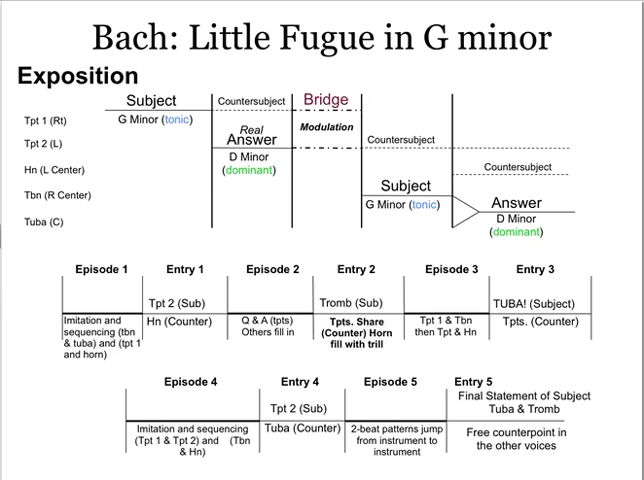 Bach: Little Fugue in G minor
Exposition
Subject
Countersubject
Bridge
Tpt 1 (Rt)
G Minor (tonic)
Real
Answer
Modulation
Tpt 2 (L)
Countersubject
D Minor
(dominant)
Hn (L Center)
Countersubject
Tbn (R Center)
Subject
G Minor (tonic)
Answer
Tuba (C)
D Minor
(dominant)
Episode 1
Entry 1
Episode 2
Entry 2
Episode 3
Entry 3
Tpt 2 (Sub)
Tromb (Sub)
TUBA! (Subject)
Imitation and
sequencing (tbn
& tuba) and (tpt 1
and horn)
Hn (Counter)
Q & A (tpts)
Others fill in
Tpts. Share
(Counter) Horn
fill with trill
Tpt 1 & Tbn
then Tpt & Hn
Tpts. (Counter)
Episode 4
Entry 4
Episode 5
Entry 5
Final Statement of Subject
Tuba & Tromb
Tpt 2 (Sub)
Imitation and sequencing
(Tpt 1 & Tpt 2) and (Tbn
& Hn)
Tuba (Counter)
2-beat patterns jump
from instrument to
instrument
Free counterpoint in
the other voices